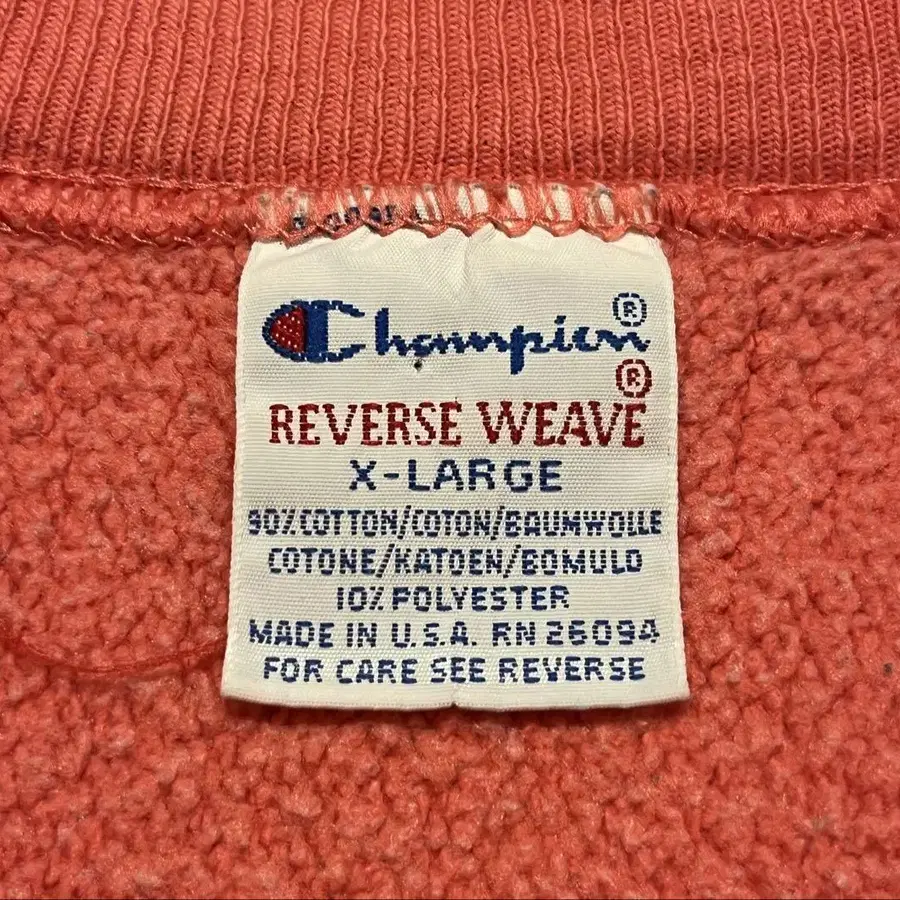 Champion®
REVERSE WEAVE®
X-LARGE
90% COTTON/COTON/BAUMWOLLE
COTONE/KATOEN/BOMULD
10% POLYESTER
MADE IN U.S.A. RN 26094
FOR CARE SEE REVERSE